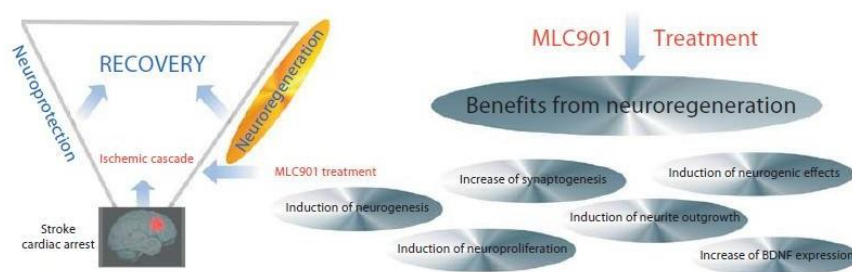 Neuroprotection
RECOVERY
Neuroregeneration
Ischemic cascade
MLC901 treatment
Stroke
cardiac arrest
MLC901 Treatment
Benefits from neuroregeneration
Increase of synaptogenesis
Induction of neurogenic effects
Induction of neurogenesis
Induction of neurite outgrowth
Induction of neuroproliferation
Increase of BDNF expression